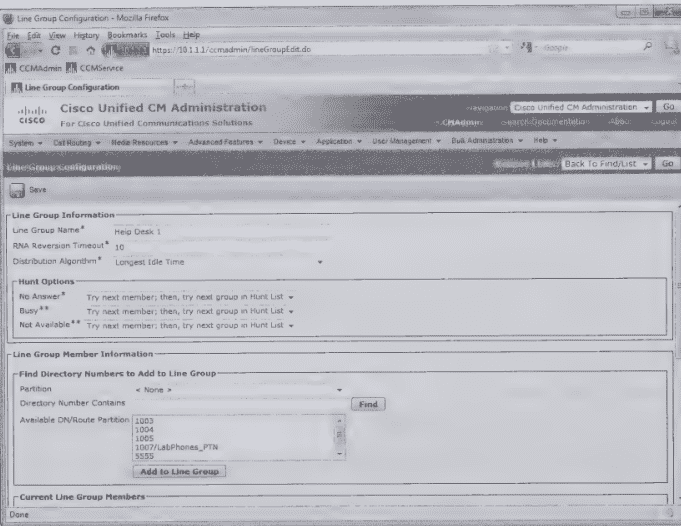 Line Group Configuration - Mozilla Firefox
File Edit View History Bookmarks Tools Help
https://10.1.1.1/ccmadmin/lineGroupEdit.do
Google
CCMAdmin CCMService
Line Group Configuration
cisco
Cisco Unified CM Administration
For Cisco Unified Communications Solutions
Navigation Cisco Unified CM Administration Go
CCMAdmin Search Documentation About Logout
System Call Routing Media Resources Advanced Features Device Application User Management Bulk Administration Help
Line Group Configuration
Back To Find/List Go
Save
Line Group Information
Line Group Name* Help Desk 1
RNA Reversion Timeout* 10
Distribution Algorithm* Longest Idle Time
Hunt Options
No Answer* Try next member; then, try next group in Hunt List
Busy** Try next member; then, try next group in Hunt List
Not Available** Try next member; then, try next group in Hunt List
Line Group Member Information
Find Directory Numbers to Add to Line Group
Partition < None >
Directory Number Contains Find
Available DN/Route Partition 1003
1004
1005
1007/LabPhones_PTN
5555
Add to Line Group
Current Line Group Members
Done